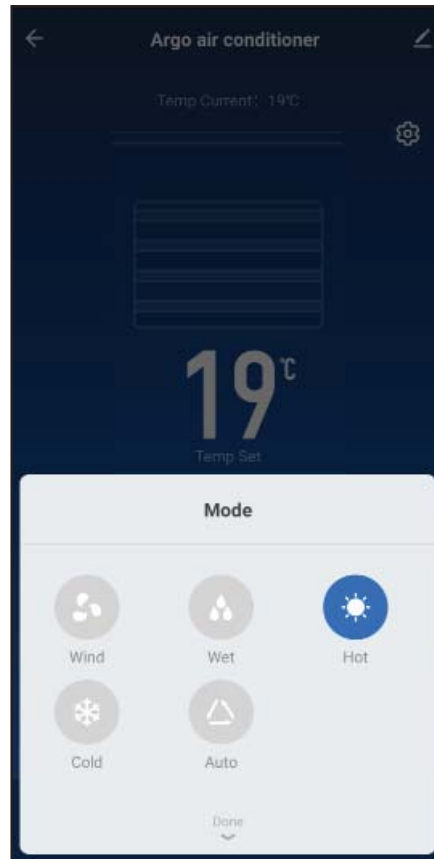 Argo air conditioner
Temp Current: 19℃
19℃
Temp Set
Mode
Wind Wet Hot
Cold Auto
Done